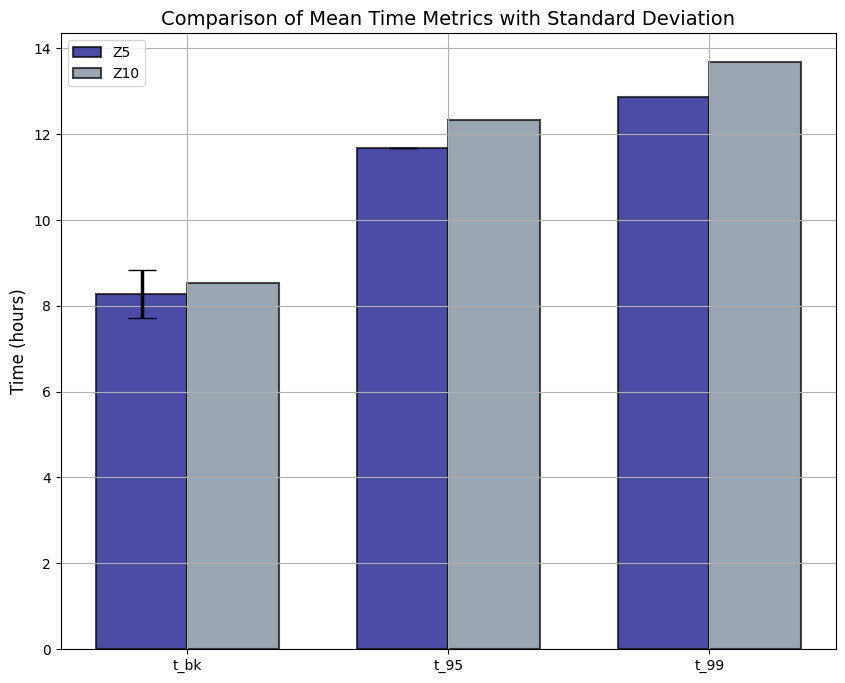 Comparison of Mean Time Metrics with Standard Deviation
Z5
Z10
Time (hours)
14
12
10
8
6
4
2
0
t_bk
t_95
t_99